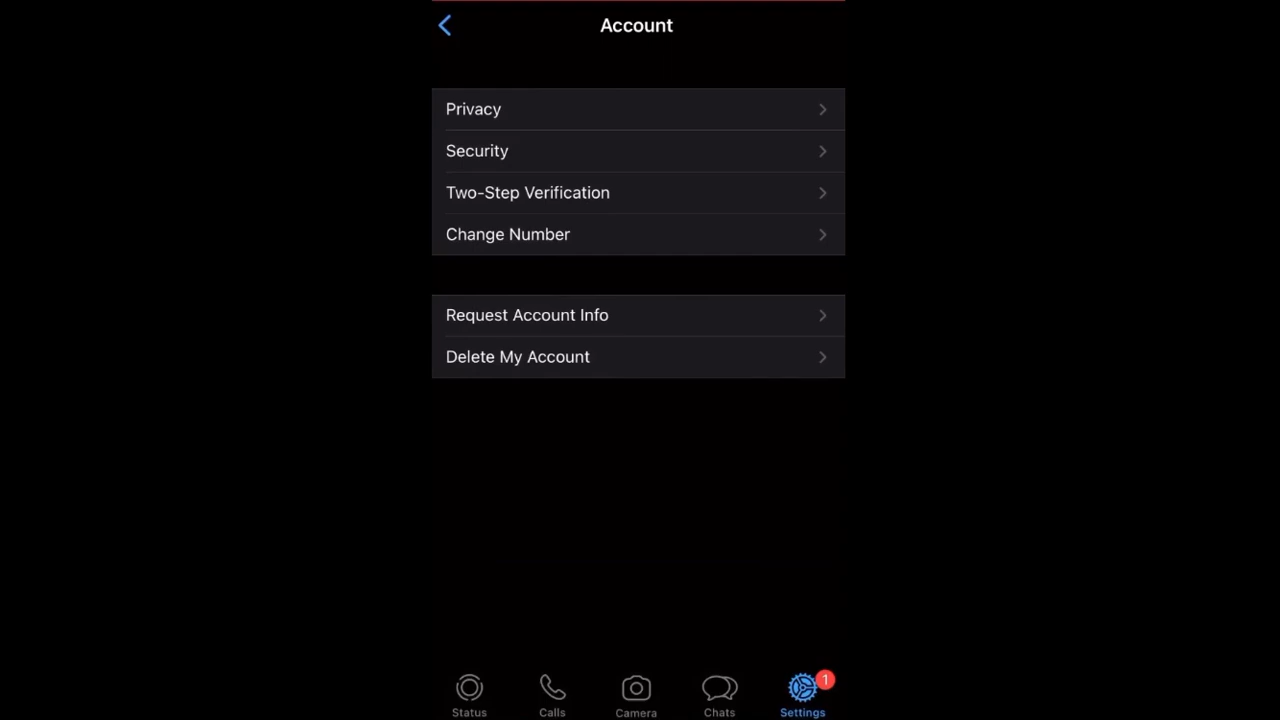 Account
Privacy
Security
Two-Step Verification
Change Number
Request Account Info
Delete My Account
1
Status
Calls
Camera
Chats
Settings